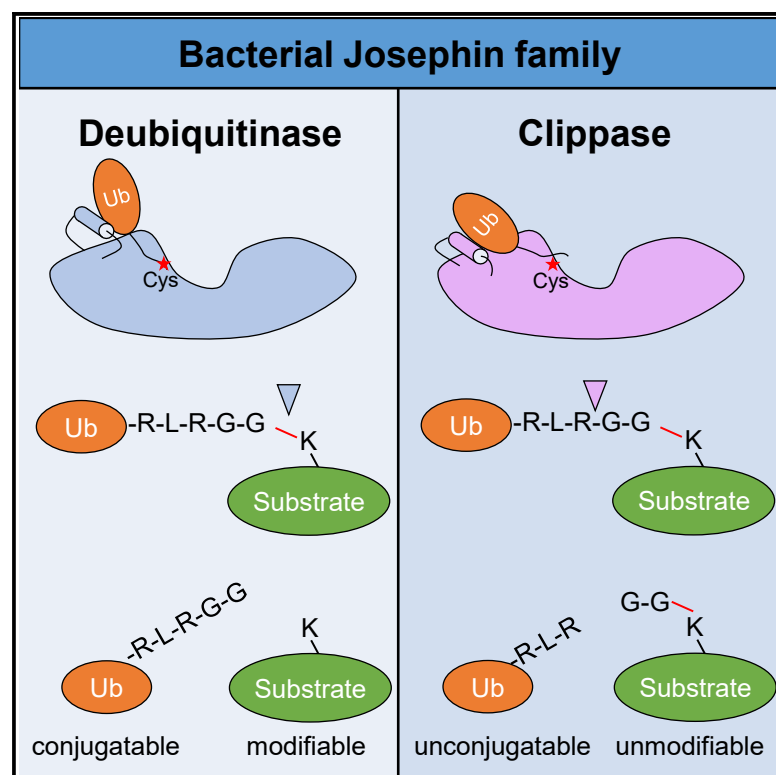 Bacterial Josephin family
Deubiquitinase
Ub
Cys
Ub
-R-L-R-G-G
K
Substrate
-R-L-R-G-G
K
Ub
Substrate
conjugatable
modifiable
Clippase
Ub
Cys
Ub
-R-L-R-G-G
K
Substrate
G-G
K
-R-L-R
Ub
Substrate
unconjugatable
unmodifiable